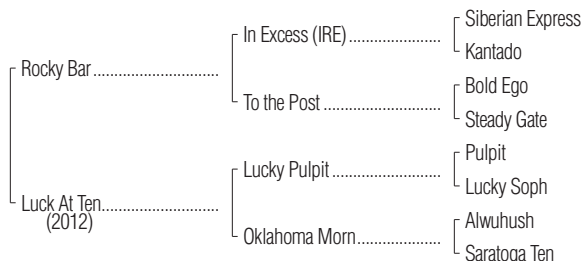 Siberian Express
In Excess (IRE)
Kantado
Rocky Bar
Bold Ego
To the Post
Steady Gate
Pulpit
Lucky Pulpit
Lucky Soph
Luck At Ten
(2012)
Alwuhush
Oklahoma Morn
Saratoga Ten